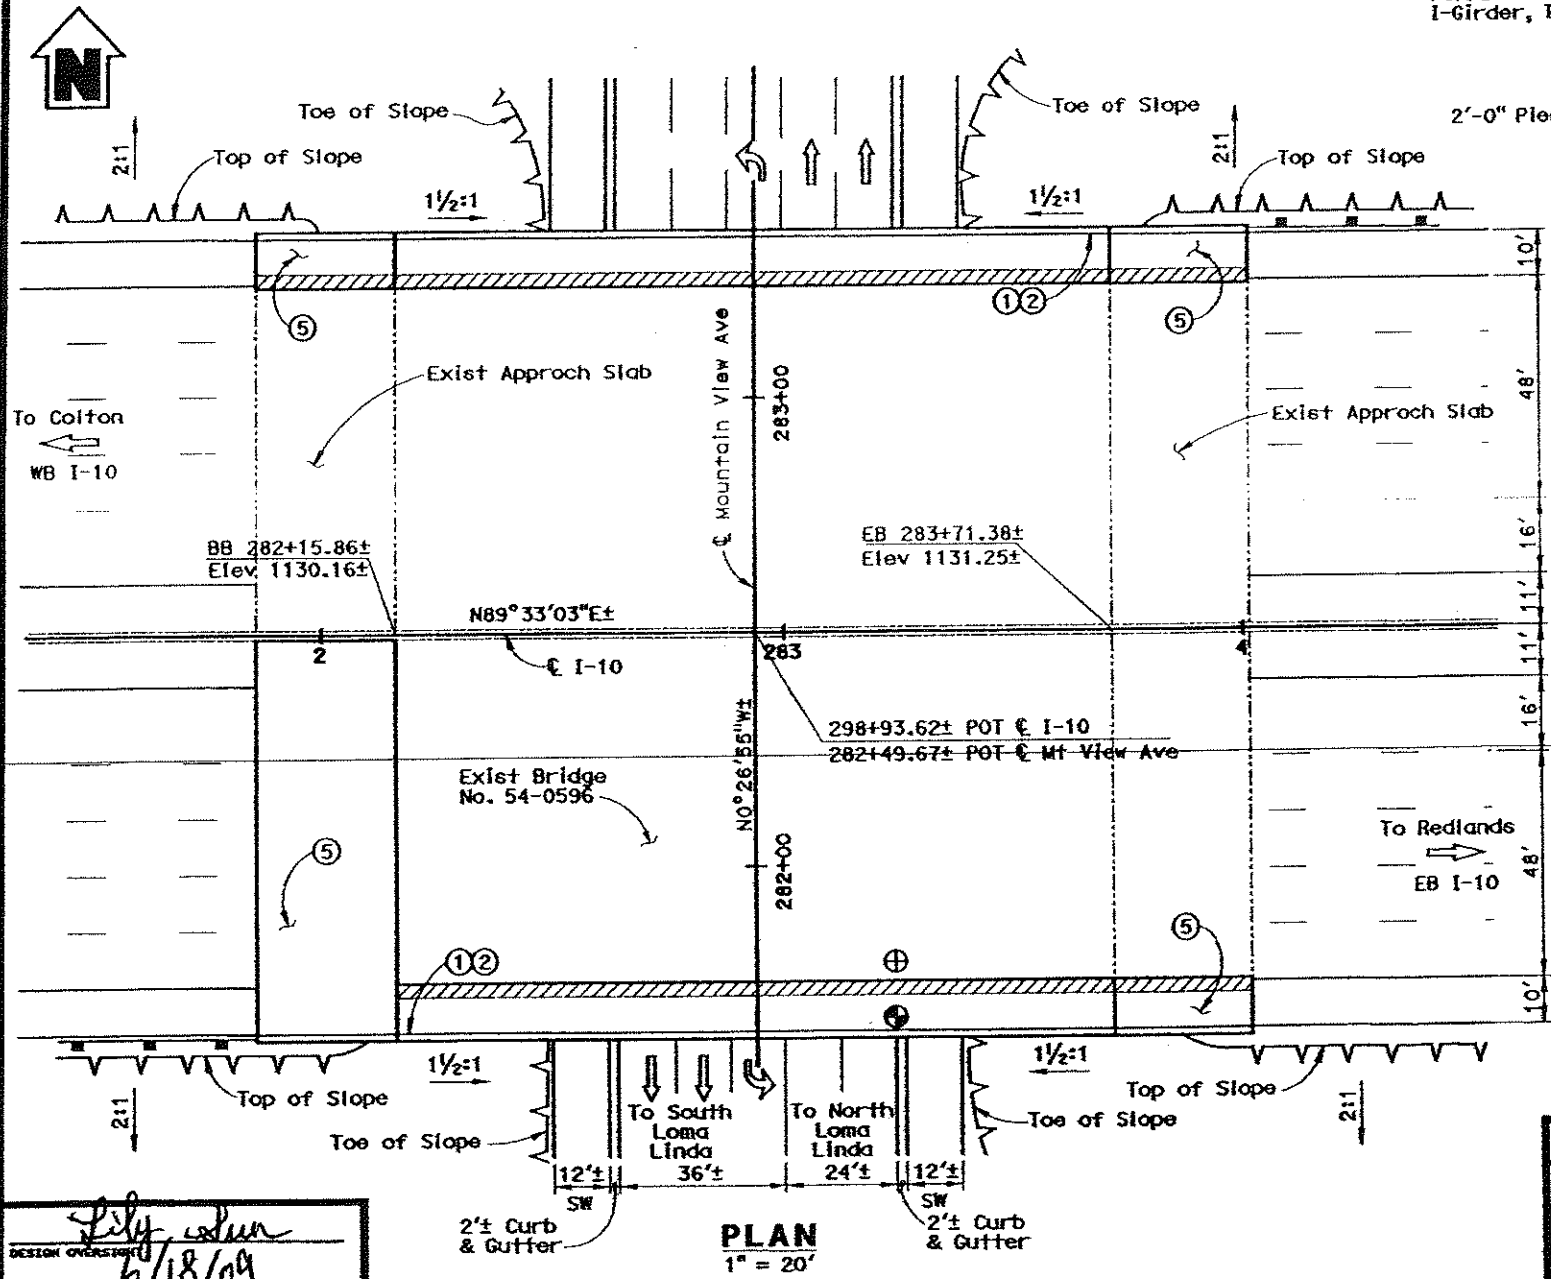 I-Girder,
N
Toe of Slope
Toe of Slope
2'-0"
2:1
Top of Slope
2:1
Top of Slope
1½:1
1½:1
10'
5
1 2
5
℄ Mountain View Ave
283+00
48'
Exist Approch Slab
Exist Approch Slab
To Colton
WB I-10
BB 282+15.86±
Elev 1130.16±
EB 283+71.38±
Elev 1131.25±
16'
11'
N89°33'03"E±
2
℄ I-10
283
4
11'
16'
298+93.62± POT ℄ I-10
282+49.67± POT ℄ Mt View Ave
N0°26'55"W±
Exist Bridge
No. 54-0596
To Redlands
EB I-10
48'
5
282+00
5
1 2
10'
1½:1
1½:1
2:1
Top of Slope
Toe of Slope
To South
Loma
Linda
To North
Loma
Linda
Top of Slope
Toe of Slope
2:1
12'±
36'±
24'±
12'±
SW
SW
2'± Curb
& Gutter
2'± Curb
& Gutter
PLAN
1" = 20'
Lily Sun
DESIGN OVERSIGHT